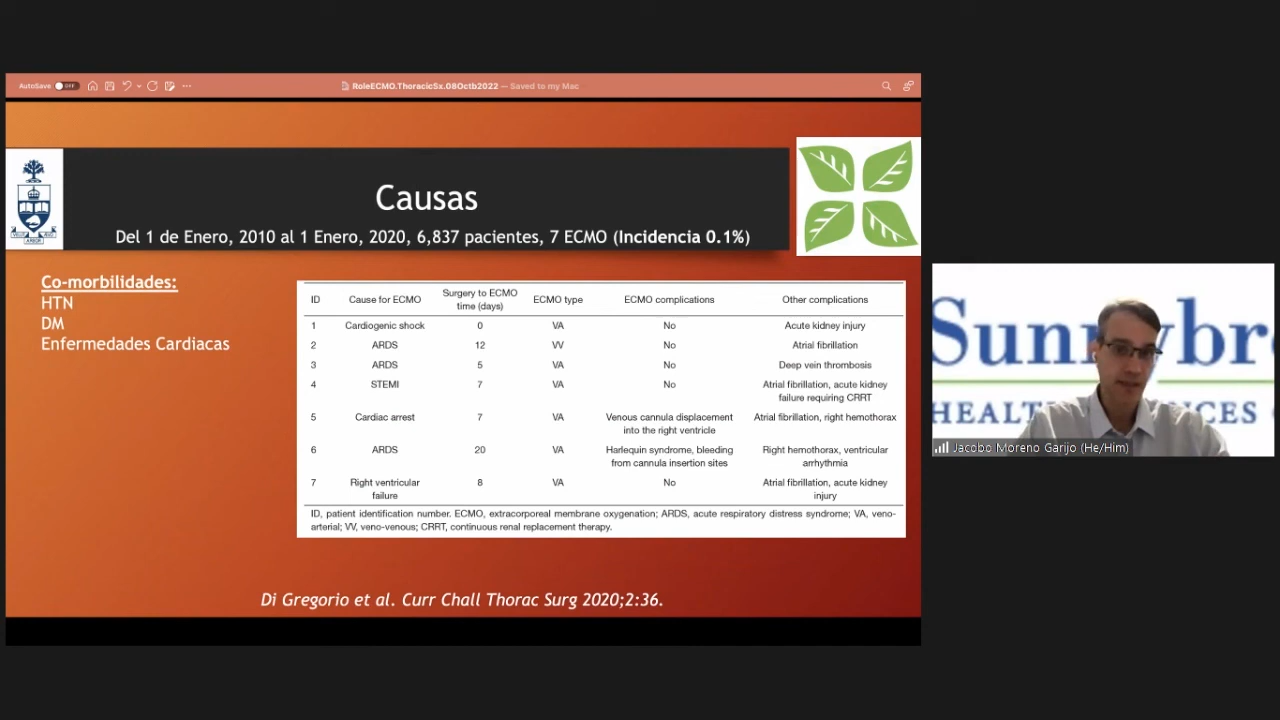 AutoSave OFF
RoleECMO.ThoracicSx.08Octb2022 — Saved to my Mac
Causas
Del 1 de Enero, 2010 al 1 Enero, 2020, 6,837 pacientes, 7 ECMO (Incidencia 0.1%)
Co-morbilidades:
HTN
DM
Enfermedades Cardiacas
ID Cause for ECMO Surgery to ECMO time (days) ECMO type ECMO complications Other complications
1 Cardiogenic shock 0 VA No Acute kidney injury
2 ARDS 12 VV No Atrial fibrillation
3 ARDS 5 VA No Deep vein thrombosis
4 STEMI 7 VA No Atrial fibrillation, acute kidney failure requiring CRRT
5 Cardiac arrest 7 VA Venous cannula displacement into the right ventricle Atrial fibrillation, right hemothorax
6 ARDS 20 VA Harlequin syndrome, bleeding from cannula insertion sites Right hemothorax, ventricular arrhythmia
7 Right ventricular failure 8 VA No Atrial fibrillation, acute kidney injury
ID, patient identification number. ECMO, extracorporeal membrane oxygenation; ARDS, acute respiratory distress syndrome; VA, veno-
arterial; VV, veno-venous; CRRT, continuous renal replacement therapy.
Di Gregorio et al. Curr Chall Thorac Surg 2020;2:36.
Jacobo Moreno Garijo (He/Him)